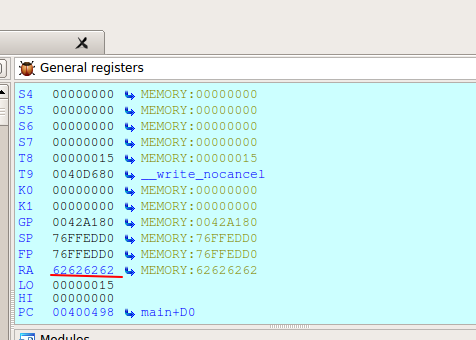 General registers
S4 00000000 MEMORY:00000000
S5 00000000 MEMORY:00000000
S6 00000000 MEMORY:00000000
S7 00000000 MEMORY:00000000
T8 00000015 MEMORY:00000015
T9 0040D680 __write_nocancel
K0 00000000 MEMORY:00000000
K1 00000000 MEMORY:00000000
GP 0042A180 MEMORY:0042A180
SP 76FFEDD0 MEMORY:76FFEDD0
FP 76FFEDD0 MEMORY:76FFEDD0
RA 62626262 MEMORY:62626262
LO 00000015
HI 00000000
PC 00400498 main+D0
Modules